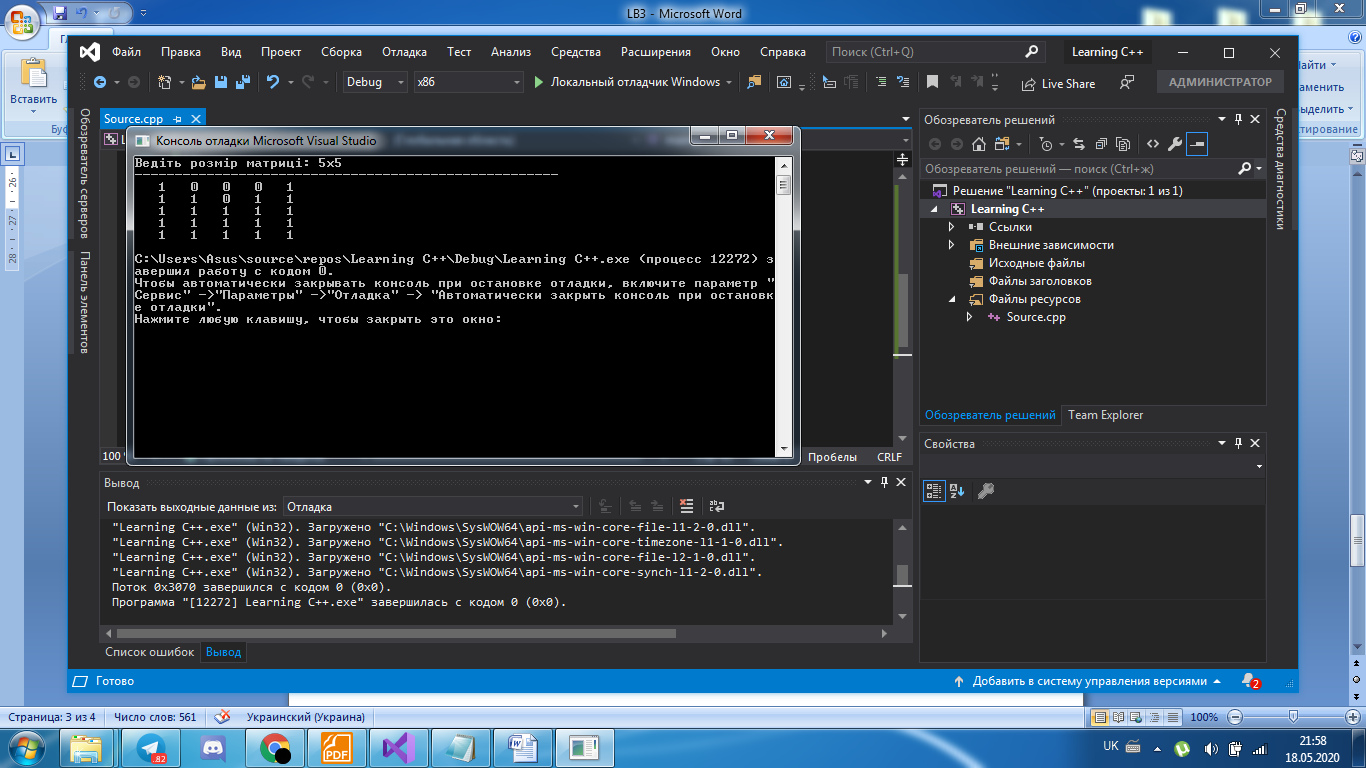 LB3 - Microsoft Word
Файл Правка Вид Проект Сборка Отладка Тест Анализ Средства Расширения Окно Справка Поиск (Ctrl+Q) Learning C++
Debug x86 Локальный отладчик Windows Live Share АДМИНИСТРАТОР
Вставить
Найти
Обозреватель серверов
Панель элементов
Source.cpp
Консоль отладки Microsoft Visual Studio
Ведіть розмір матриці: 5x5
1 0 0 0 1
1 1 0 1 1
1 1 1 1 1
1 1 1 1 1
1 1 1 1 1
C:\Users\Asus\source\repos\Learning C++\Debug\Learning C++.exe (процесс 12272) з
авершил работу с кодом 0.
Чтобы автоматически закрывать консоль при остановке отладки, включите параметр "
Сервис" ->"Параметры" ->"Отладка" -> "Автоматически закрыть консоль при остановк
е отладки".
Нажмите любую клавишу, чтобы закрыть это окно:
100 %
Пробелы CRLF
Обозреватель решений
Обозреватель решений — поиск (Ctrl+ж)
Решение "Learning C++" (проекты: 1 из 1)
Learning C++
Ссылки
Внешние зависимости
Исходные файлы
Файлы заголовков
Файлы ресурсов
Source.cpp
Обозреватель решений Team Explorer
Свойства
Средства диагностики
Вывод
Показать выходные данные из: Отладка
"Learning C++.exe" (Win32). Загружено "C:\Windows\SysWOW64\api-ms-win-core-file-l1-2-0.dll".
"Learning C++.exe" (Win32). Загружено "C:\Windows\SysWOW64\api-ms-win-core-timezone-l1-1-0.dll".
"Learning C++.exe" (Win32). Загружено "C:\Windows\SysWOW64\api-ms-win-core-file-l2-1-0.dll".
"Learning C++.exe" (Win32). Загружено "C:\Windows\SysWOW64\api-ms-win-core-synch-l1-2-0.dll".
Поток 0x3070 завершился с кодом 0 (0x0).
Программа "[12272] Learning C++.exe" завершилась с кодом 0 (0x0).
Список ошибок Вывод
Готово Добавить в систему управления версиями 2
Страница: 3 из 4 Число слов: 561 Украинский (Украина) 100%
82 PDF UK 21:58
18.05.2020